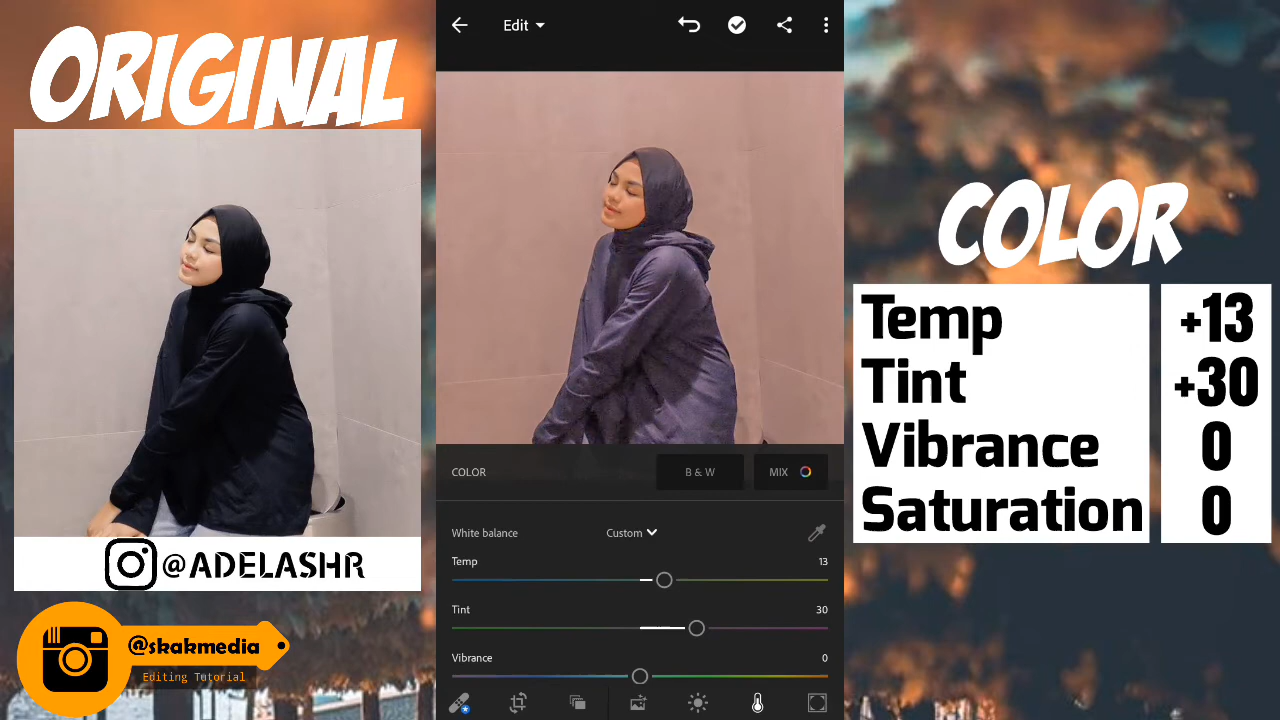 ORIGINAL
@ADELASHR
@skakmedia
Editing Tutorial
Edit
COLOR
B & W
MIX
White balance
Custom
Temp
13
Tint
30
Vibrance
0
COLOR
Temp +13
Tint +30
Vibrance 0
Saturation 0